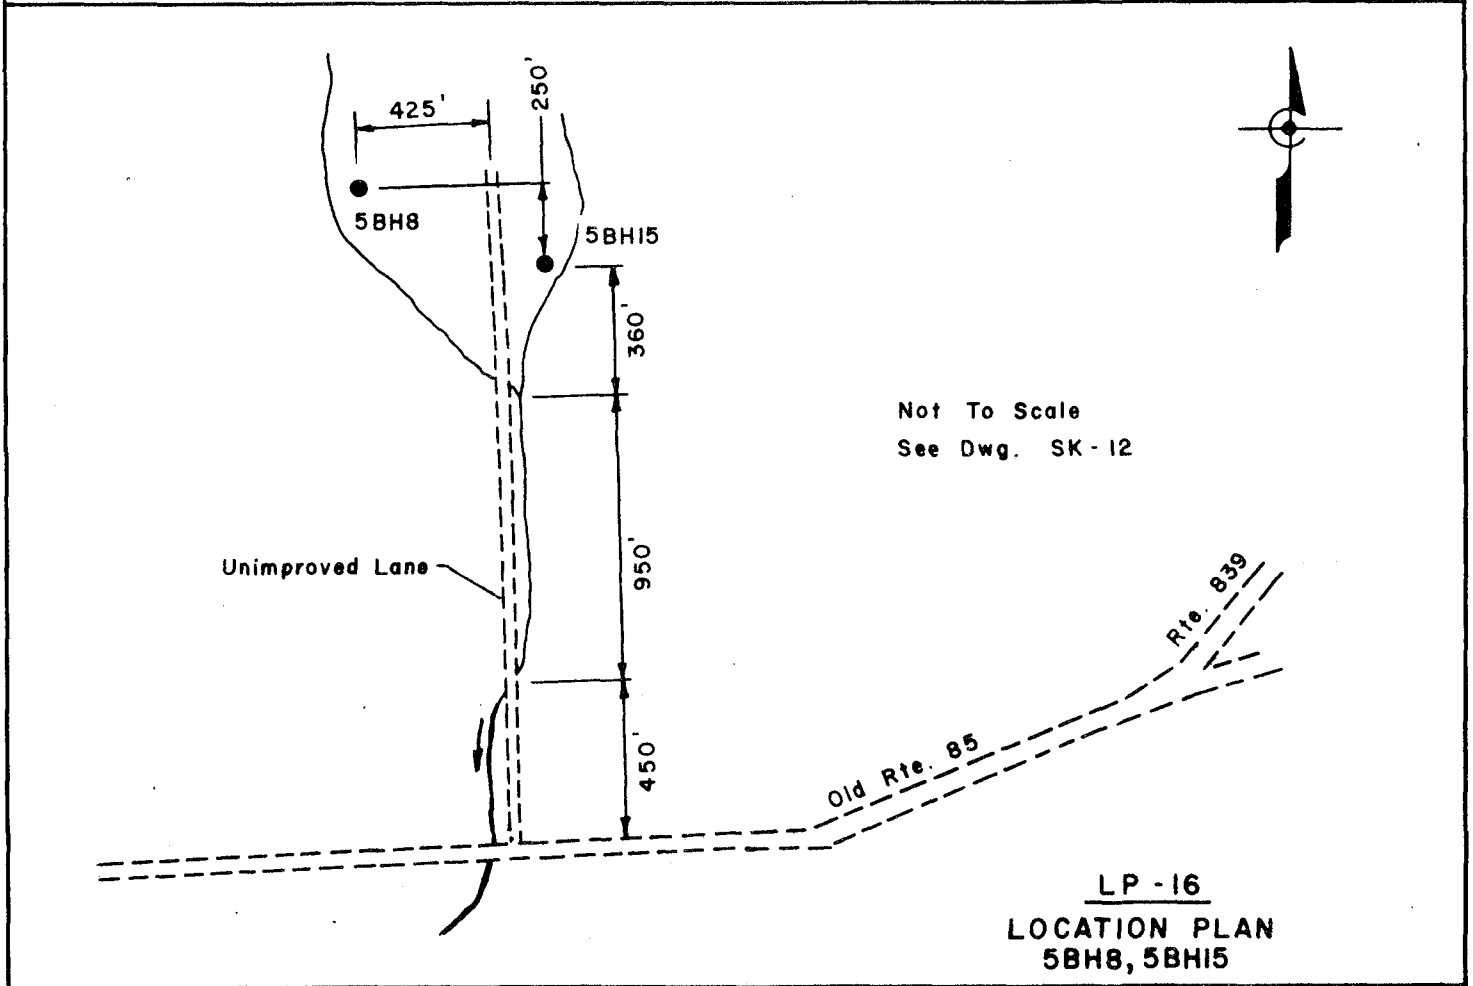 425'
250'
5BH8
5BH15
360'
Not To Scale
See Dwg. SK-12
Unimproved Lane
950'
Rte. 839
450'
Old Rte. 85
LP-16
LOCATION PLAN
5BH8, 5BH15